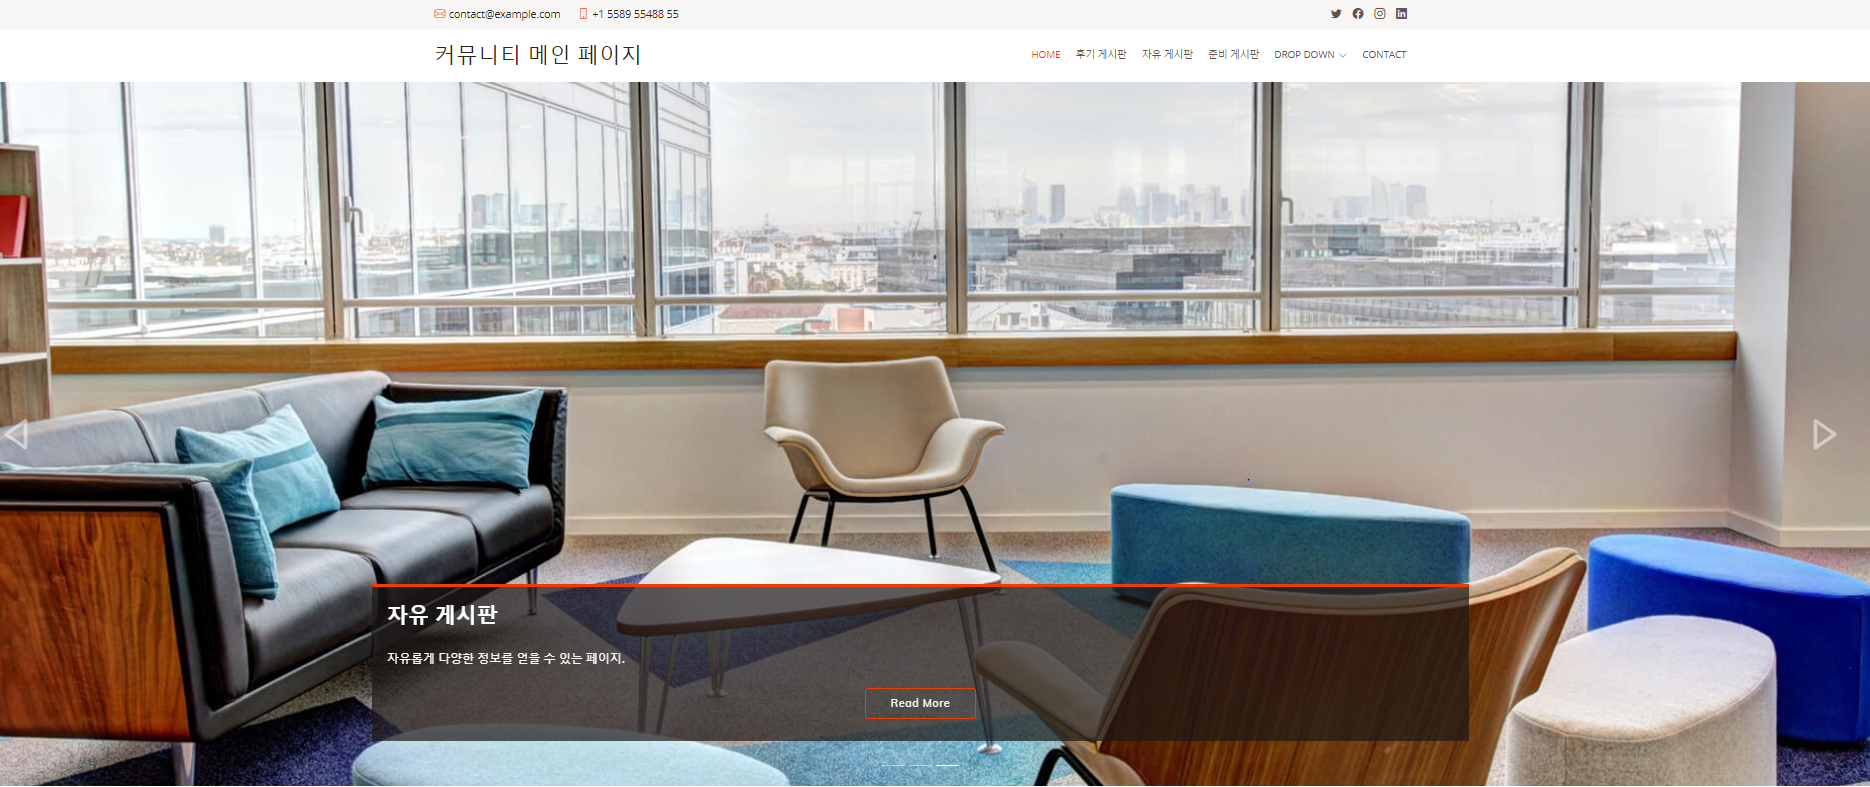 contact@example.com +1 5589 55488 55
커뮤니티 메인 페이지
HOME 후기 게시판 자유 게시판 준비 게시판 DROP DOWN CONTACT
자유 게시판
자유롭게 다양한 정보를 얻을 수 있는 페이지.
Read More